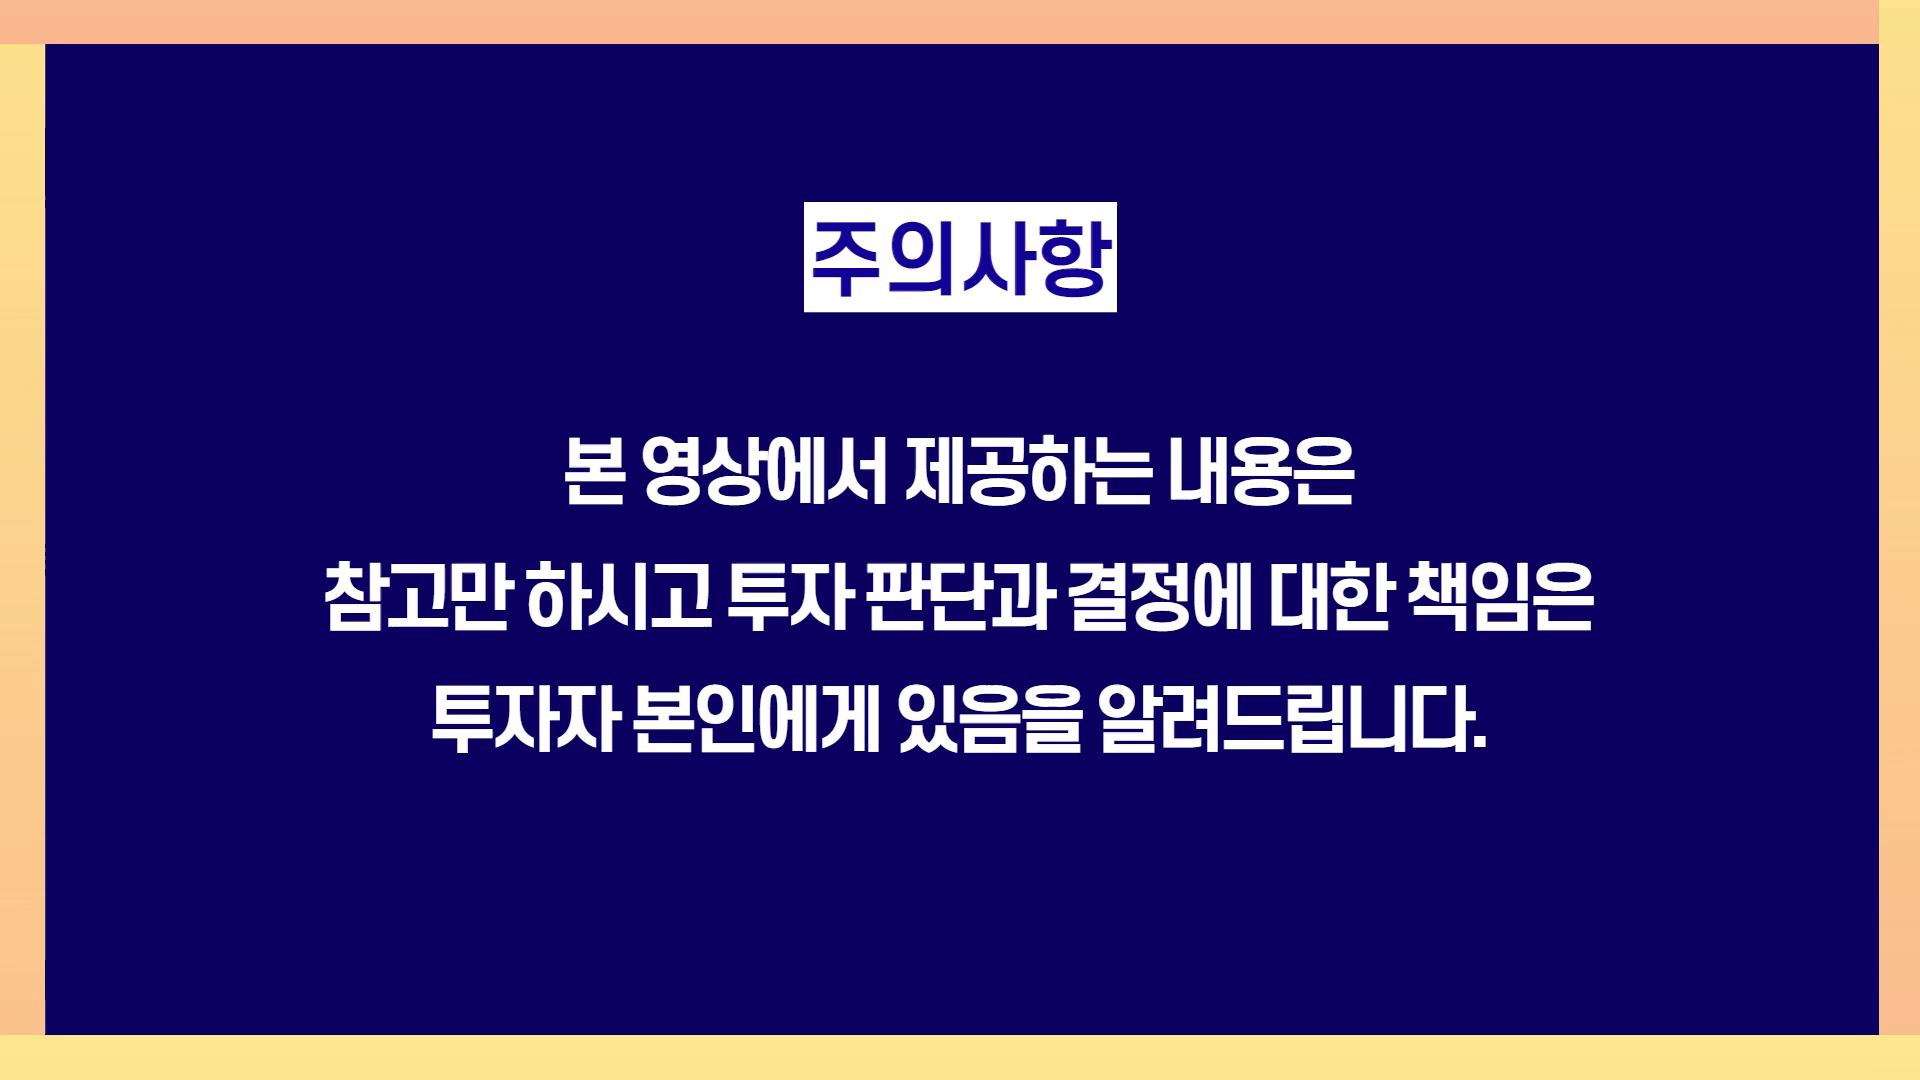 주의사항
본 영상에서 제공하는 내용은
참고만 하시고 투자 판단과 결정에 대한 책임은
투자자 본인에게 있음을 알려드립니다.